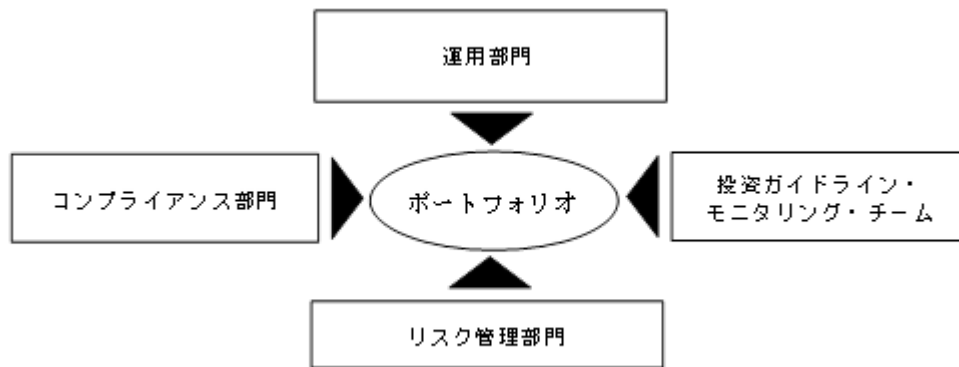 運用部門
コンプライアンス部門
ポートフォリオ
投資ガイドライン・
モニタリング・チーム
リスク管理部門